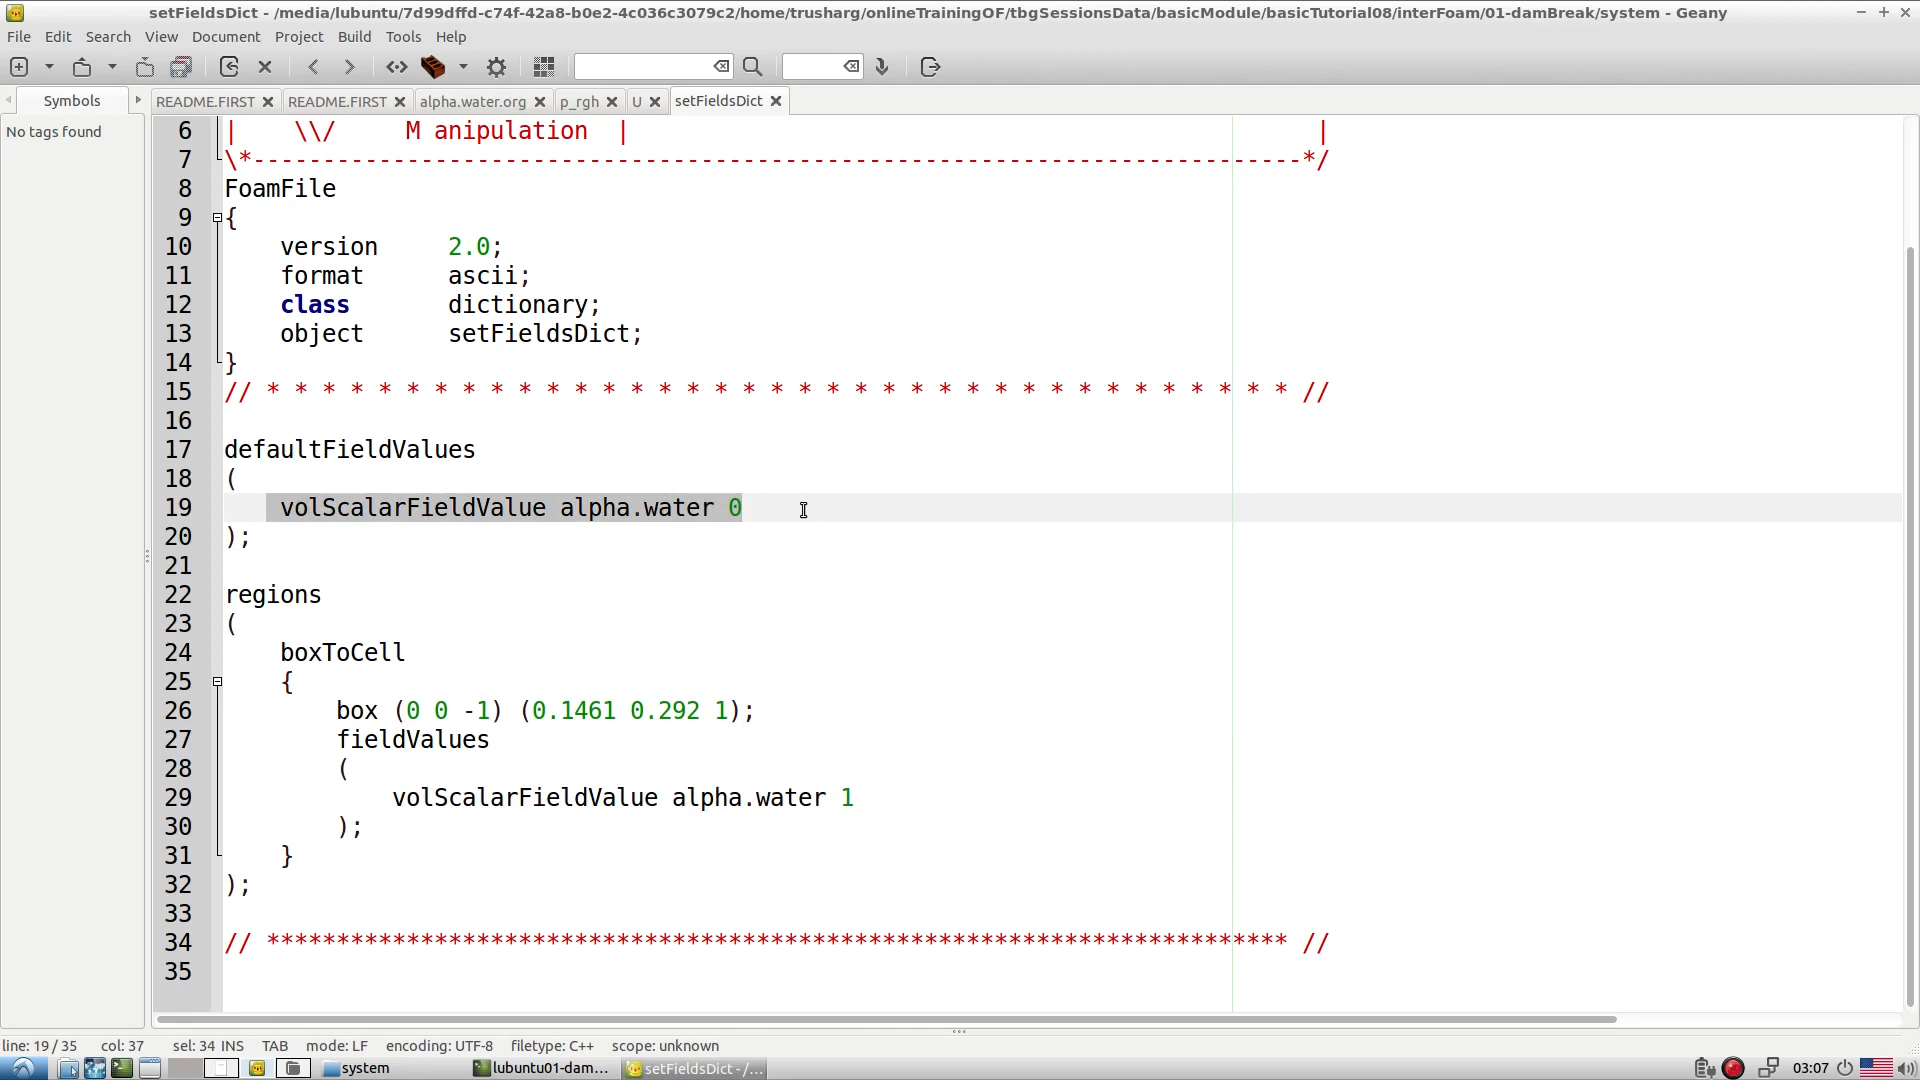 setFieldsDict - /media/lubuntu/7d99dffd-c74f-42a8-b0e2-4c036c3079c2/home/trusharg/onlineTrainingOF/tbgSessionsData/basicModule/basicTutorial08/interFoam/01-damBreak/system - Geany
File Edit Search View Document Project Build Tools Help
Symbols README.FIRST README.FIRST alpha.water.org p_rgh U setFieldsDict
No tags found
6 | \\/ M anipulation | |
7 \*---------------------------------------------------------------------------*/
8 FoamFile
9 {
10 version 2.0;
11 format ascii;
12 class dictionary;
13 object setFieldsDict;
14 }
15 // * * * * * * * * * * * * * * * * * * * * * * * * * * * * * * * * * * * * * //
16
17 defaultFieldValues
18 (
19 volScalarFieldValue alpha.water 0
20 );
21
22 regions
23 (
24 boxToCell
25 {
26 box (0 0 -1) (0.1461 0.292 1);
27 fieldValues
28 (
29 volScalarFieldValue alpha.water 1
30 );
31 }
32 );
33
34 // ************************************************************************* //
35
line: 19 / 35 col: 37 sel: 34 INS TAB mode: LF encoding: UTF-8 filetype: C++ scope: unknown
system lubuntu01-dam... setFieldsDict - /... 03:07